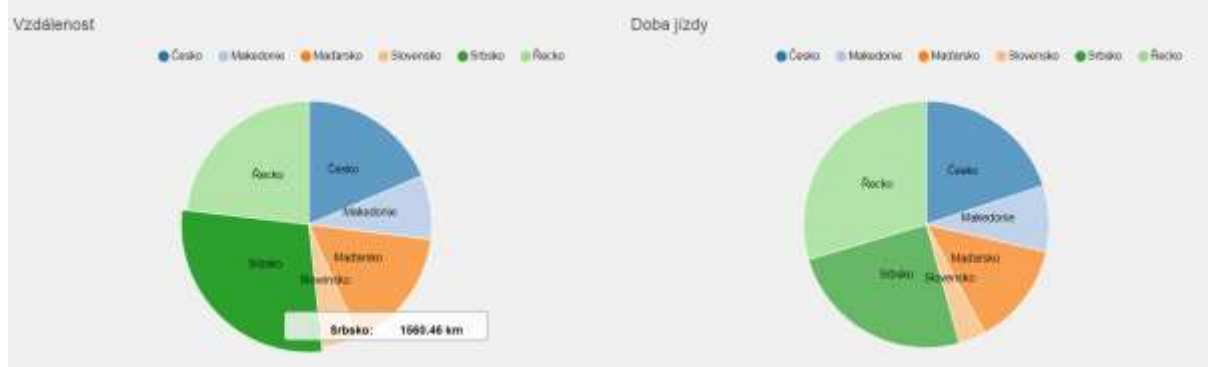 Vzdálenost
Česko Makedonie Maďarsko Slovensko Srbsko Řecko
Řecko
Česko
Makedonie
Maďarsko
Srbsko
Slovensko
Srbsko: 1560.46 km
Doba jízdy
Česko Makedonie Maďarsko Slovensko Srbsko Řecko
Česko
Řecko
Makedonie
Maďarsko
Srbsko
Slovensko